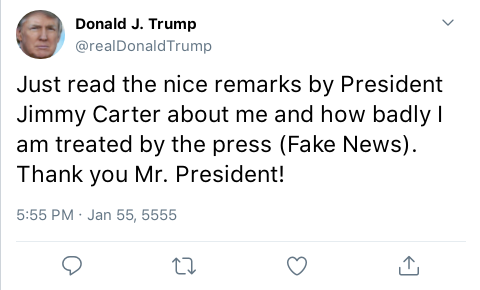 Donald J. Trump
@realDonaldTrump
Just read the nice remarks by President
Jimmy Carter about me and how badly I
am treated by the press (Fake News).
Thank you Mr. President!
5:55 PM · Jan 55, 5555